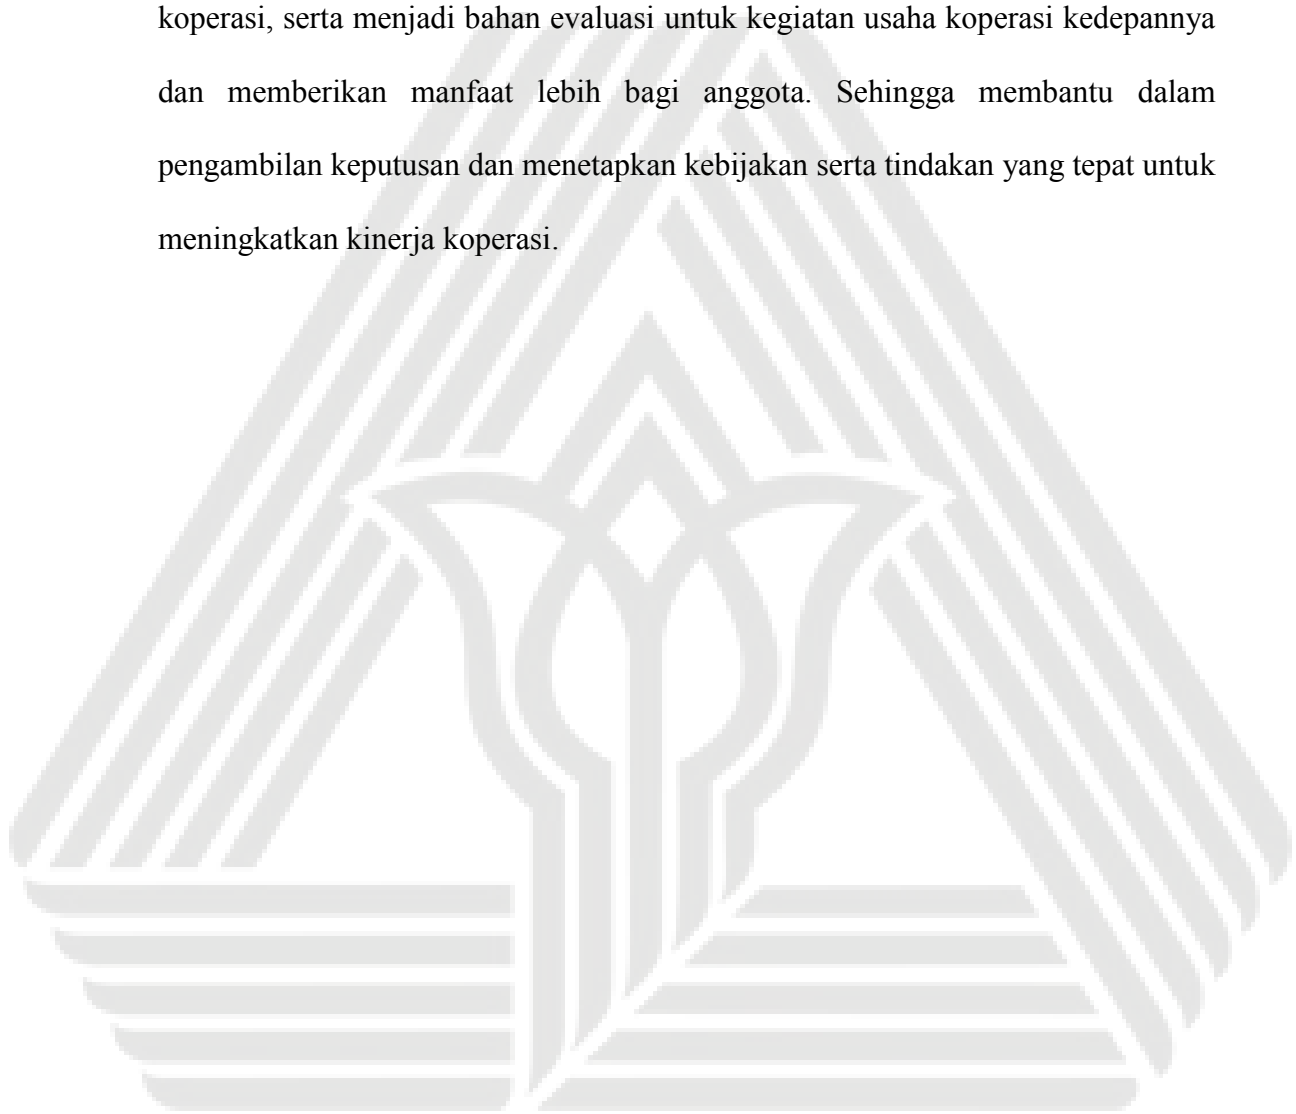 koperasi, serta menjadi bahan evaluasi untuk kegiatan usaha koperasi kedepannya
dan memberikan manfaat lebih bagi anggota. Sehingga membantu dalam
pengambilan keputusan dan menetapkan kebijakan serta tindakan yang tepat untuk
meningkatkan kinerja koperasi.